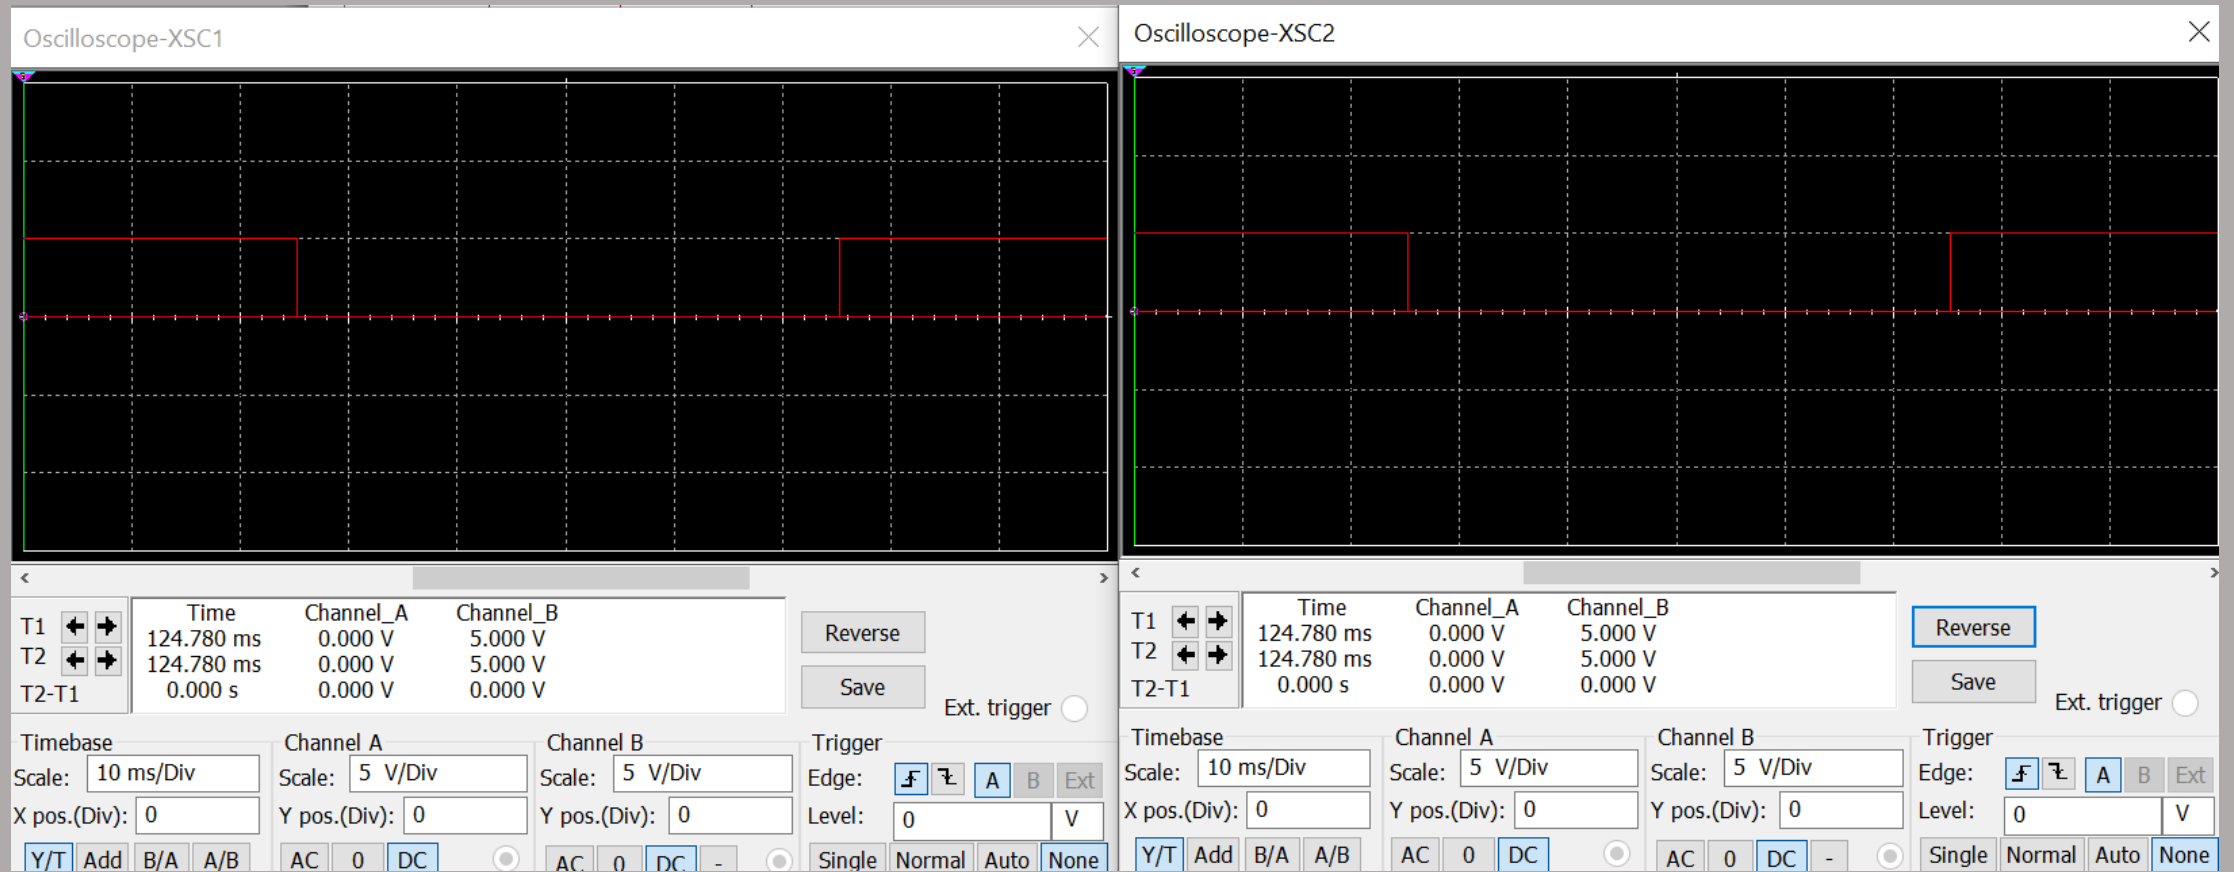 Oscilloscope-XSC1
Time Channel_A Channel_B
T1 124.780 ms 0.000 V 5.000 V
T2 124.780 ms 0.000 V 5.000 V
T2-T1 0.000 s 0.000 V 0.000 V
Reverse
Save
Ext. trigger
Timebase Channel A Channel B Trigger
Scale: 10 ms/Div Scale: 5 V/Div Scale: 5 V/Div Edge: A B Ext
X pos.(Div): 0 Y pos.(Div): 0 Y pos.(Div): 0 Level: 0 V
Y/T Add B/A A/B AC 0 DC AC 0 DC - Single Normal Auto None
Oscilloscope-XSC2
Time Channel_A Channel_B
T1 124.780 ms 0.000 V 5.000 V
T2 124.780 ms 0.000 V 5.000 V
T2-T1 0.000 s 0.000 V 0.000 V
Reverse
Save
Ext. trigger
Timebase Channel A Channel B Trigger
Scale: 10 ms/Div Scale: 5 V/Div Scale: 5 V/Div Edge: A B Ext
X pos.(Div): 0 Y pos.(Div): 0 Y pos.(Div): 0 Level: 0 V
Y/T Add B/A A/B AC 0 DC AC 0 DC - Single Normal Auto None